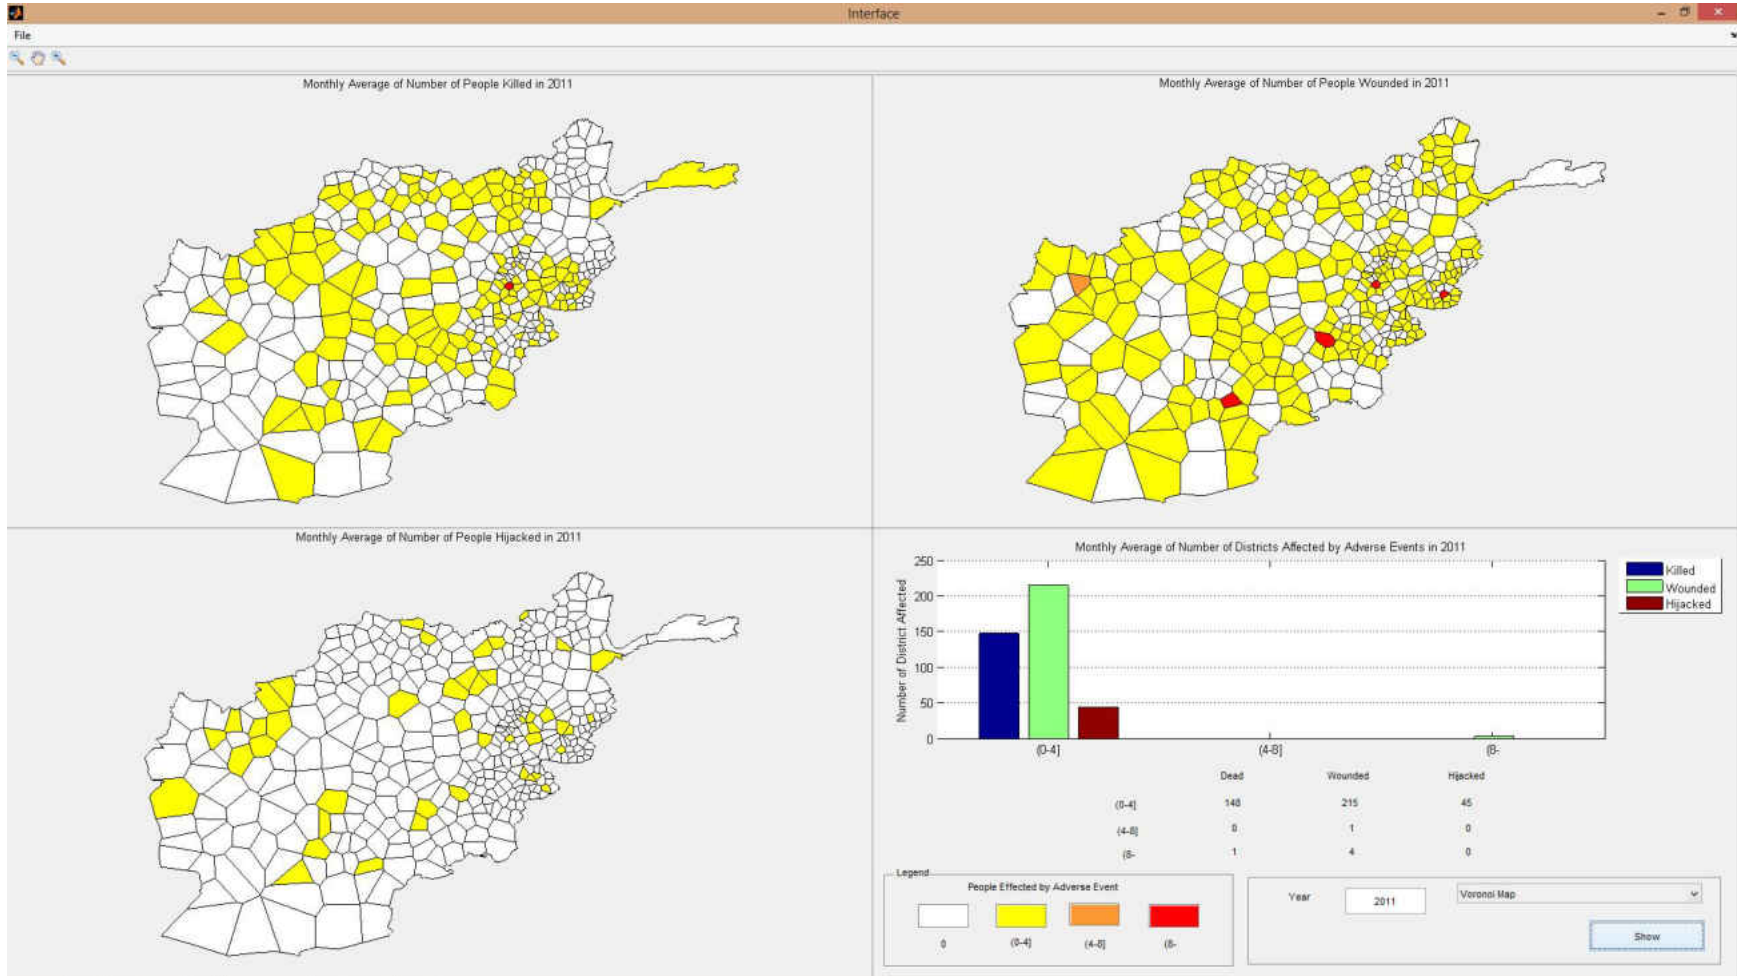 Interface
File
Monthly Average of Number of People Killed in 2011
Monthly Average of Number of People Wounded in 2011
Monthly Average of Number of People Hijacked in 2011
Monthly Average of Number of Districts Affected by Adverse Events in 2011
Number of District Affected
250
200
150
100
50
0
(0-4]
(4-8]
(8-
Killed
Wounded
Hijacked
Dead Wounded Hijacked
(0-4] 148 215 45
(4-8] 0 1 0
(8- 1 4 0
Legend
People Effected by Adverse Event
0 (0-4] (4-8] (8-
Year 2011 Voronoi Map
Show